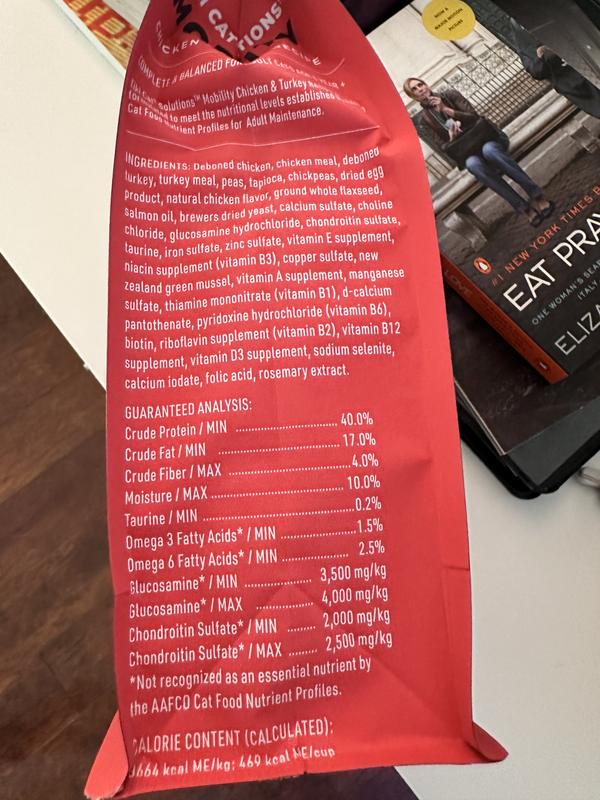 CAT
CHICKEN
COMPLETE & BALANCED FOR
Solutions™ Mobility Chicken & Turkey
to meet the nutritional levels established
Cat Food Nutrient Profiles for Adult Maintenance.
INGREDIENTS: Deboned chicken, chicken meal, deboned
turkey, turkey meal, peas, tapioca, chickpeas, dried egg
product, natural chicken flavor, ground whole flaxseed,
salmon oil, brewers dried yeast, calcium sulfate, choline
chloride, glucosamine hydrochloride, chondroitin sulfate,
taurine, iron sulfate, zinc sulfate, vitamin E supplement,
niacin supplement (vitamin B3), copper sulfate, new
zealand green mussel, vitamin A supplement, manganese
sulfate, thiamine mononitrate (vitamin B1), d-calcium
pantothenate, pyridoxine hydrochloride (vitamin B6),
biotin, riboflavin supplement (vitamin B2), vitamin B12
supplement, vitamin D3 supplement, sodium selenite,
calcium iodate, folic acid, rosemary extract.
GUARANTEED ANALYSIS:
Crude Protein / MIN .................... 40.0%
Crude Fat / MIN .......................... 17.0%
Crude Fiber / MAX ........................4.0%
Moisture / MAX........................... 10.0%
Taurine / MIN ..............................0.2%
Omega 3 Fatty Acids* / MIN ...............1.5%
Omega 6 Fatty Acids* / MIN .............. 2.5%
Glucosamine* / MIN .............. 3,500 mg/kg
Glucosamine* / MAX ............ 4,000 mg/kg
Chondroitin Sulfate* / MIN ....... 2,000 mg/kg
Chondroitin Sulfate* / MAX ....... 2,500 mg/kg
*Not recognized as an essential nutrient by
the AAFCO Cat Food Nutrient Profiles.
CALORIE CONTENT (CALCULATED):
3664 kcal ME/kg; 469 kcal ME/cup
NOW A
MAJOR MOTION
PICTURE
#1 NEW YORK TIMES
EAT PRAY
ONE WOMAN'S
ITALY
LOVE